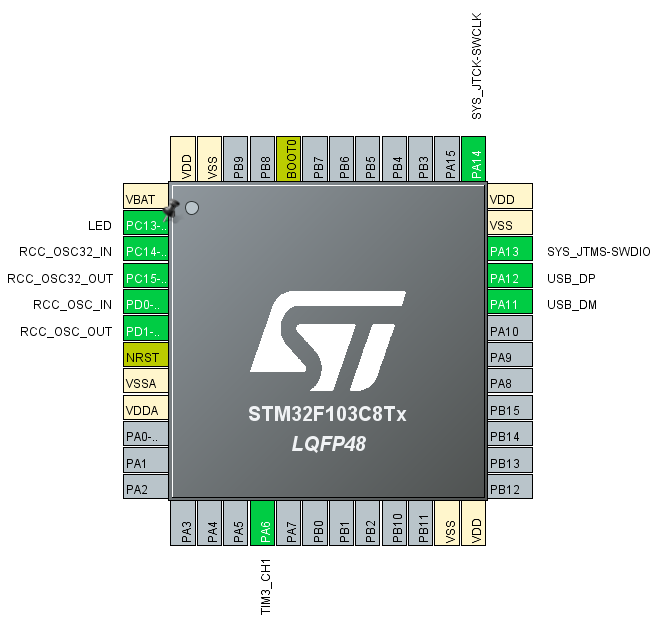 SYS_JTCK-SWCLK
VDD
VSS
PB9
PB8
BOOT0
PB7
PB6
PB5
PB4
PB3
PA15
PA14
VBAT
LED PC13-..
RCC_OSC32_IN PC14-..
RCC_OSC32_OUT PC15-..
RCC_OSC_IN PD0-..
RCC_OSC_OUT PD1-..
NRST
VSSA
VDDA
PA0-..
PA1
PA2
ST
STM32F103C8Tx
LQFP48
VDD
VSS
PA13 SYS_JTMS-SWDIO
PA12 USB_DP
PA11 USB_DM
PA10
PA9
PA8
PB15
PB14
PB13
PB12
PA3
PA4
PA5
PA6
PA7
PB0
PB1
PB2
PB10
PB11
VSS
VDD
TIM3_CH1